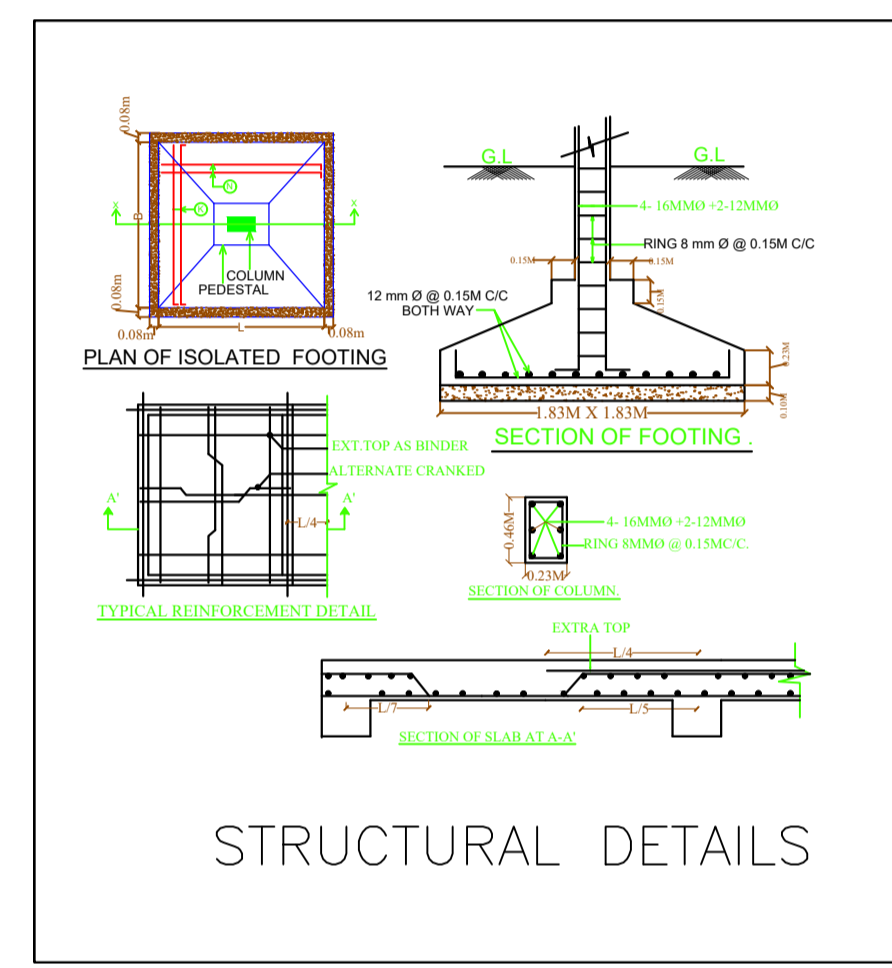 0.08m
N
K
x
x
B
COLUMN
PEDESTAL
0.08m
0.08m
L
0.08m
PLAN OF ISOLATED FOOTING
G.L
G.L
4- 16MMØ +2-12MMØ
RING 8 mm Ø @ 0.15M C/C
0.15M
0.15M
0.15M
12 mm Ø @ 0.15M C/C
BOTH WAY
0.23M
0.10M
1.83M X 1.83M
SECTION OF FOOTING .
EXT.TOP AS BINDER
ALTERNATE CRANKED
A'
A'
L/4
TYPICAL REINFORCEMENT DETAIL
0.46M
4- 16MMØ +2-12MMØ
RING 8MMØ @ 0.15MC/C.
0.23M
SECTION OF COLUMN.
EXTRA TOP
L/4
L/7
L/5
SECTION OF SLAB AT A-A'
STRUCTURAL DETAILS